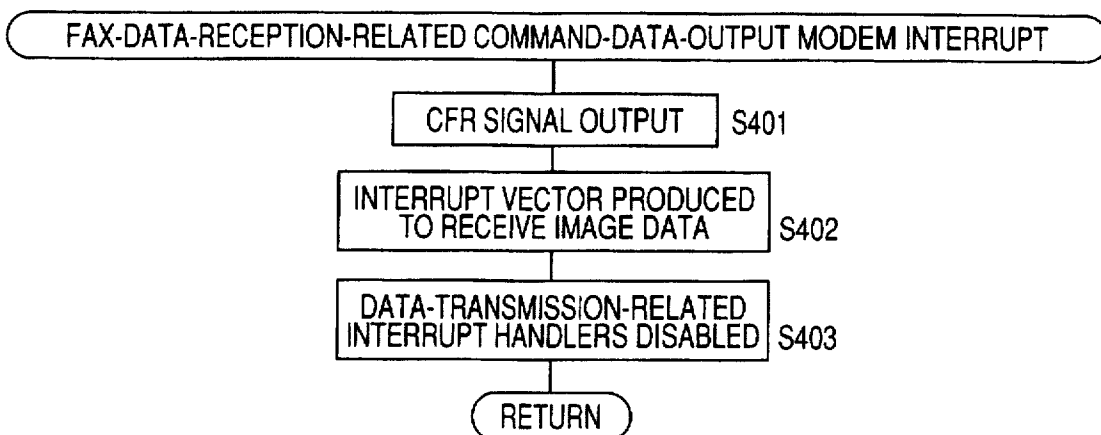 FAX-DATA-RECEPTION-RELATED COMMAND-DATA-OUTPUT MODEM INTERRUPT
CFR SIGNAL OUTPUT S401
INTERRUPT VECTOR PRODUCED
TO RECEIVE IMAGE DATA S402
DATA-TRANSMISSION-RELATED
INTERRUPT HANDLERS DISABLED S403
RETURN